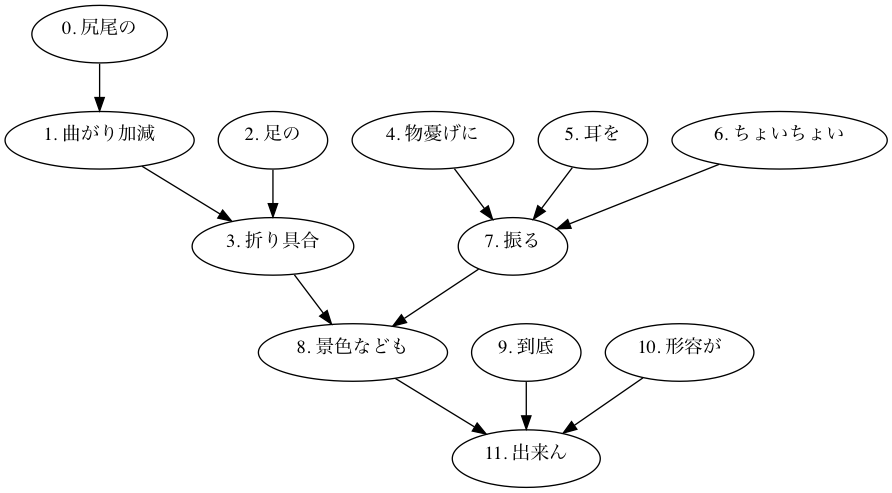 0. 尻尾の
1. 曲がり加減
2. 足の
4. 物憂げに
5. 耳を
6. ちょいちょい
3. 折り具合
7. 振る
8. 景色なども
9. 到底
10. 形容が
11. 出来ん